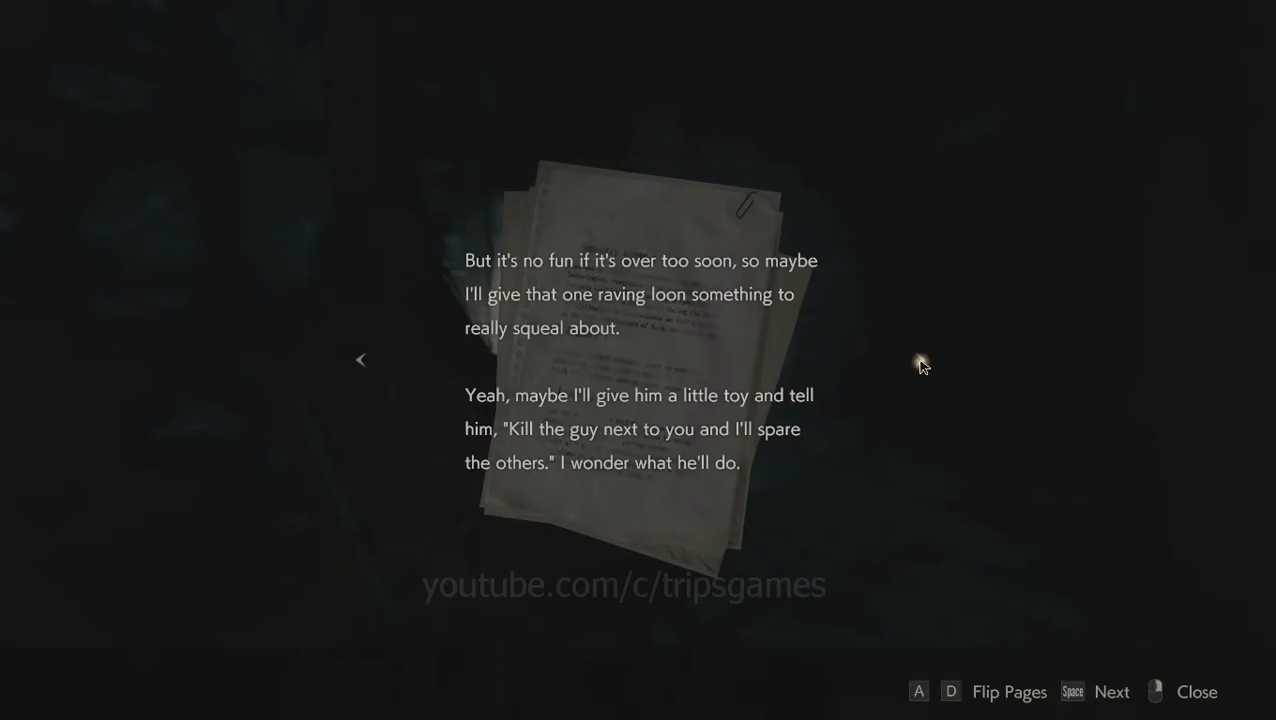 But it's no fun if it's over too soon, so maybe
I'll give that one raving loon something to
really squeal about.
Yeah, maybe I'll give him a little toy and tell
him, "Kill the guy next to you and I'll spare
the others." I wonder what he'll do.
youtube.com/c/tripsgames
A D Flip Pages Space Next Close